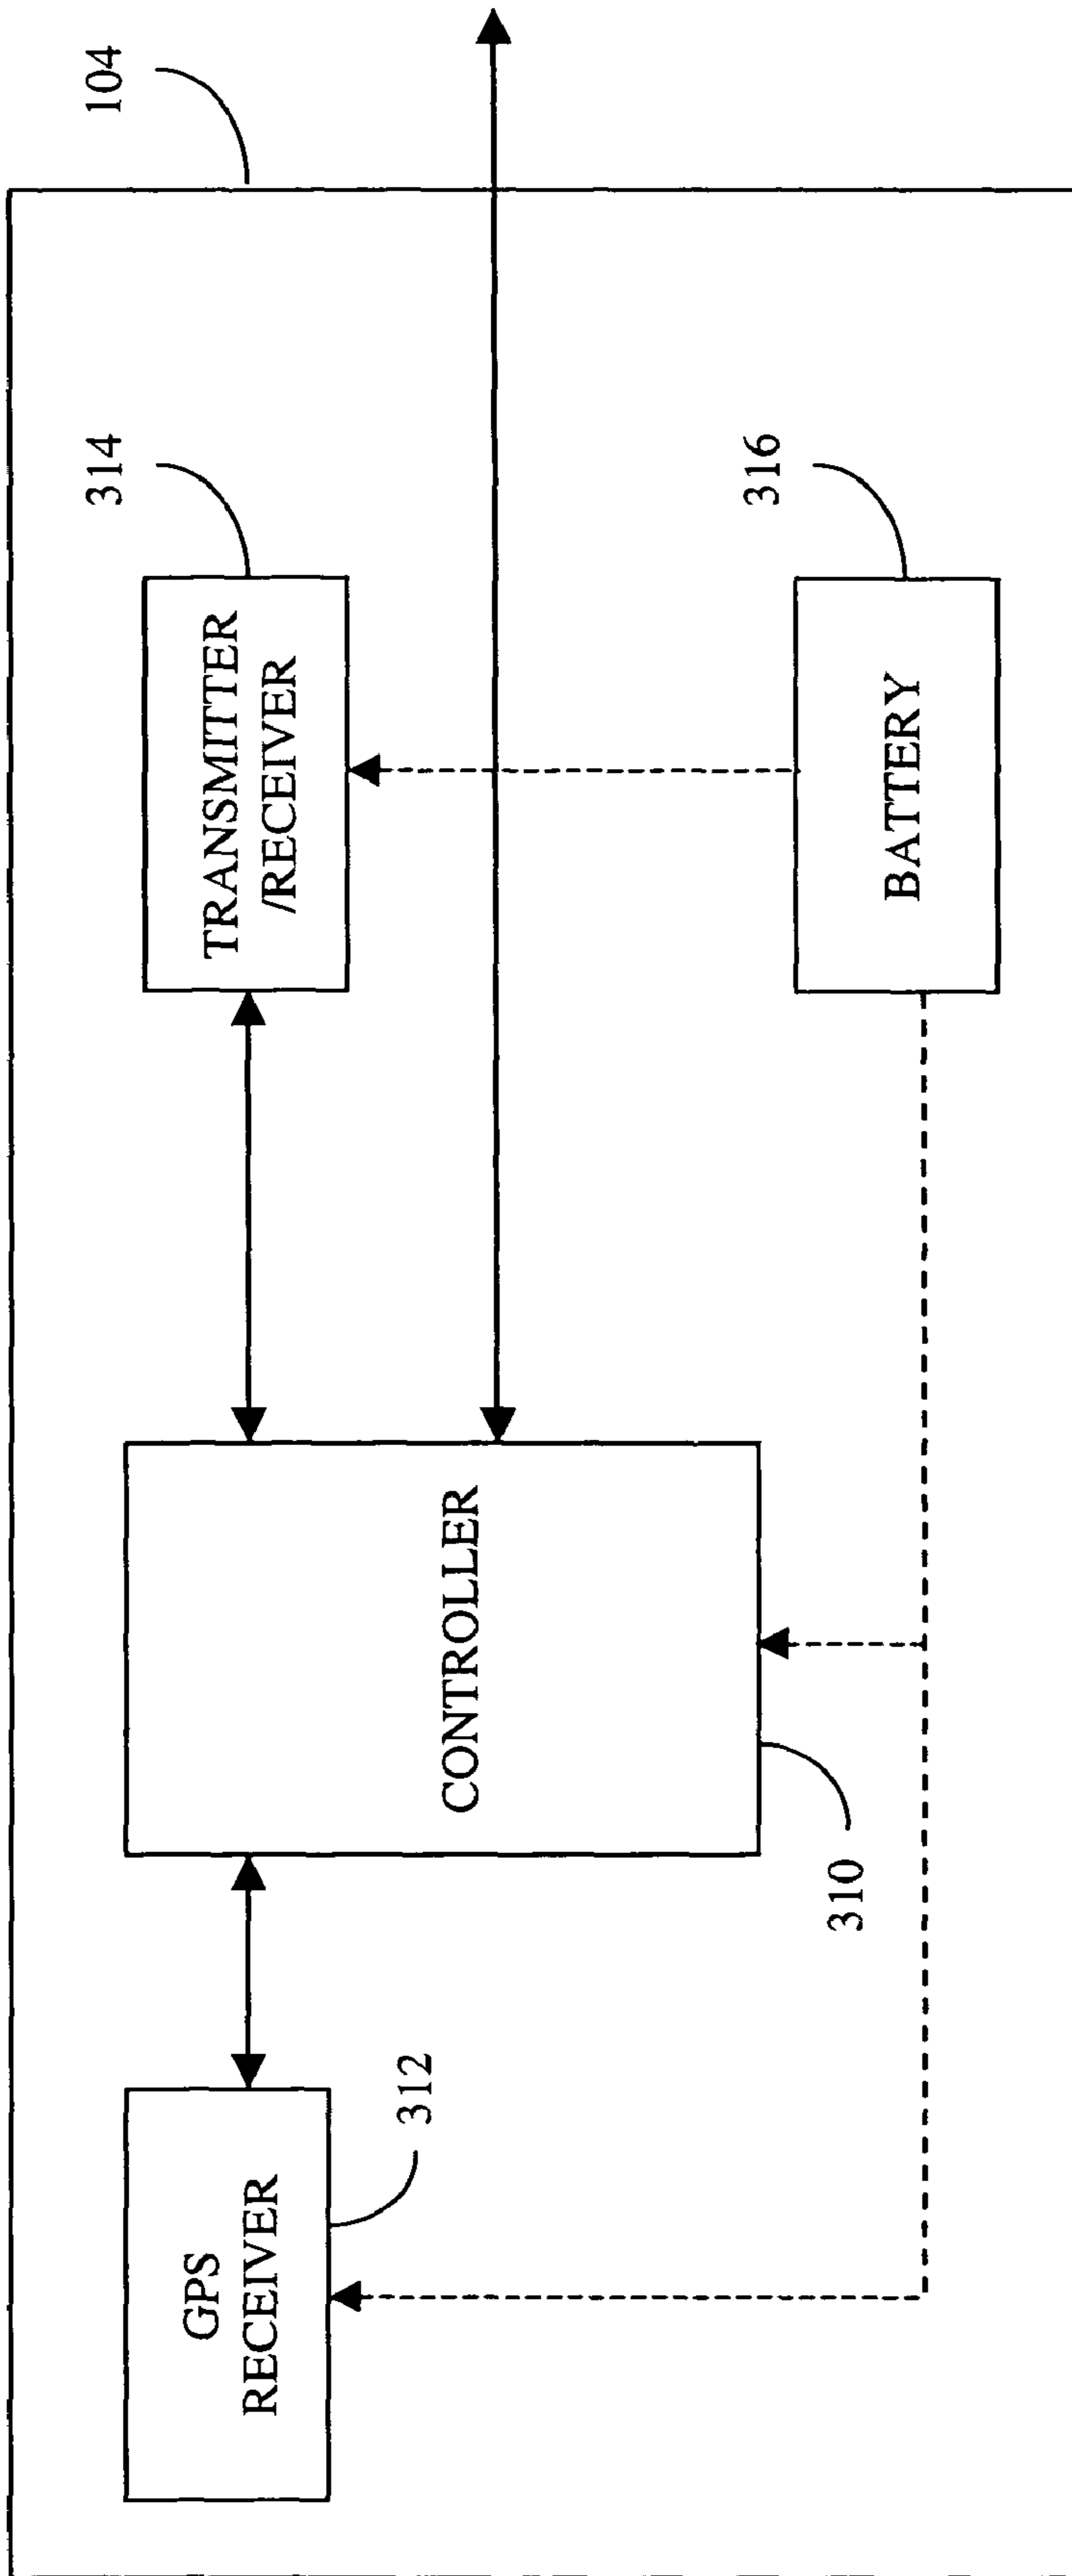 104
314
TRANSMITTER
/RECEIVER
316
BATTERY
CONTROLLER
310
GPS
RECEIVER
312